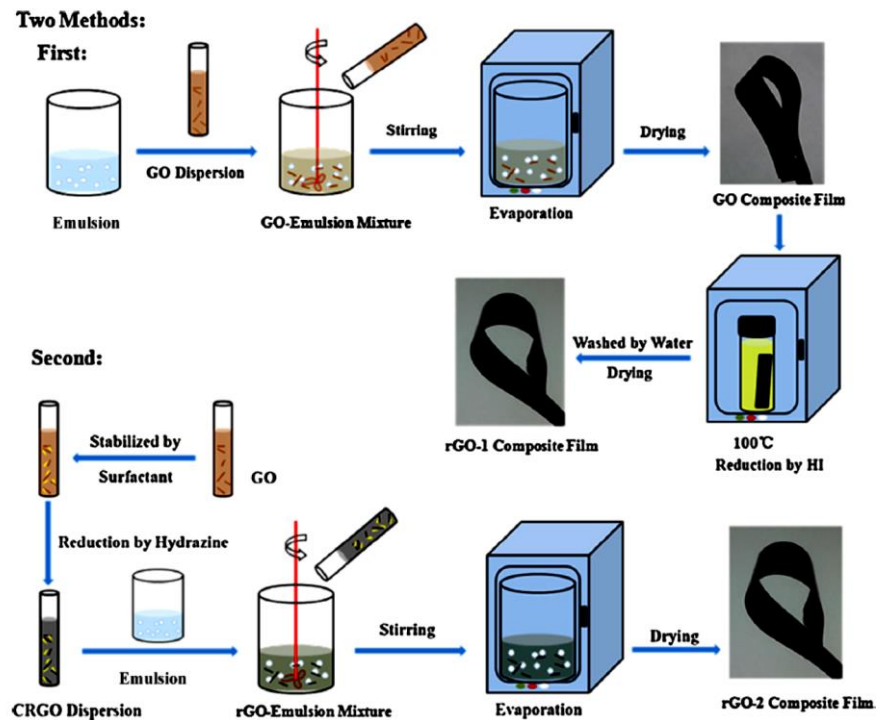 Two Methods:
First:
GO Dispersion
Emulsion
GO-Emulsion Mixture
Stirring
Evaporation
Drying
GO Composite Film
100℃
Reduction by HI
Washed by Water
Drying
rGO-1 Composite Film
Second:
GO
Stabilized by
Surfactant
Reduction by Hydrazine
CRGO Dispersion
Emulsion
rGO-Emulsion Mixture
Stirring
Evaporation
Drying
rGO-2 Composite Film